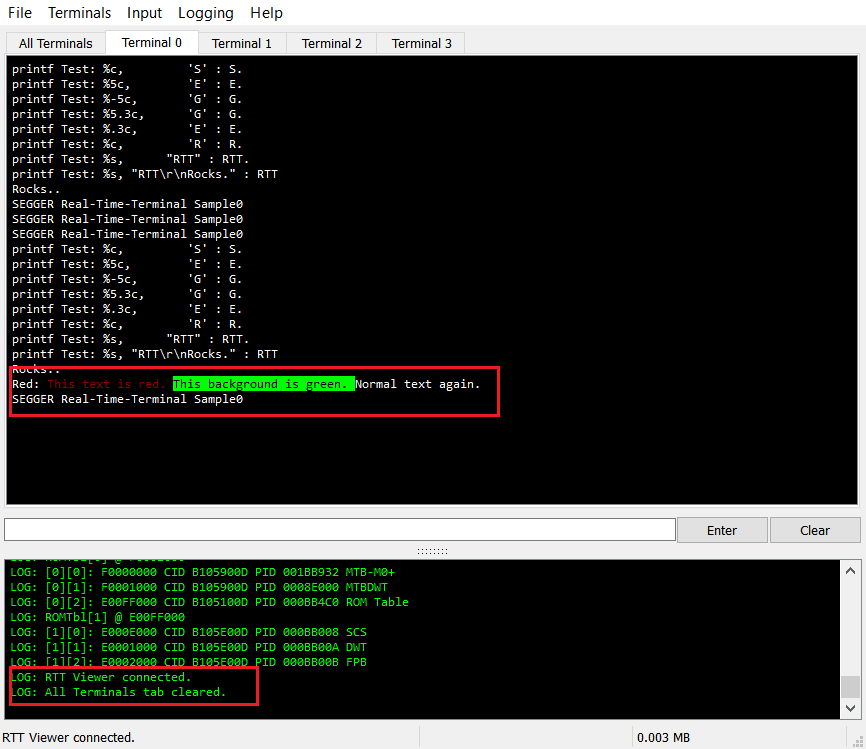 File Terminals Input Logging Help
All Terminals Terminal 0 Terminal 1 Terminal 2 Terminal 3
printf Test: %c,         'S' : S.
printf Test: %5c,        'E' : E.
printf Test: %-5c,       'G' : G.
printf Test: %5.3c,      'G' : G.
printf Test: %.3c,       'E' : E.
printf Test: %c,         'R' : R.
printf Test: %s,      "RTT" : RTT.
printf Test: %s, "RTT\r\nRocks." : RTT
Rocks..
SEGGER Real-Time-Terminal Sample0
SEGGER Real-Time-Terminal Sample0
SEGGER Real-Time-Terminal Sample0
printf Test: %c,         'S' : S.
printf Test: %5c,        'E' : E.
printf Test: %-5c,       'G' : G.
printf Test: %5.3c,      'G' : G.
printf Test: %.3c,       'E' : E.
printf Test: %c,         'R' : R.
printf Test: %s,      "RTT" : RTT.
printf Test: %s, "RTT\r\nRocks." : RTT
Rocks..
Red: This text is red. This background is green. Normal text again.
SEGGER Real-Time-Terminal Sample0
Enter Clear
LOG: [0][0]: F0000000 CID B105900D PID 001BB932 MTB-M0+
LOG: [0][1]: F0001000 CID B105900D PID 0008E000 MTBDWT
LOG: [0][2]: E00FF000 CID B105100D PID 000BB4C0 ROM Table
LOG: ROMTbl[1] @ E00FF000
LOG: [1][0]: E000E000 CID B105E00D PID 000BB008 SCS
LOG: [1][1]: E0001000 CID B105E00D PID 000BB00A DWT
LOG: [1][2]: E0002000 CID B105E00D PID 000BB00B FPB
LOG: RTT Viewer connected.
LOG: All Terminals tab cleared.
RTT Viewer connected. 0.003 MB